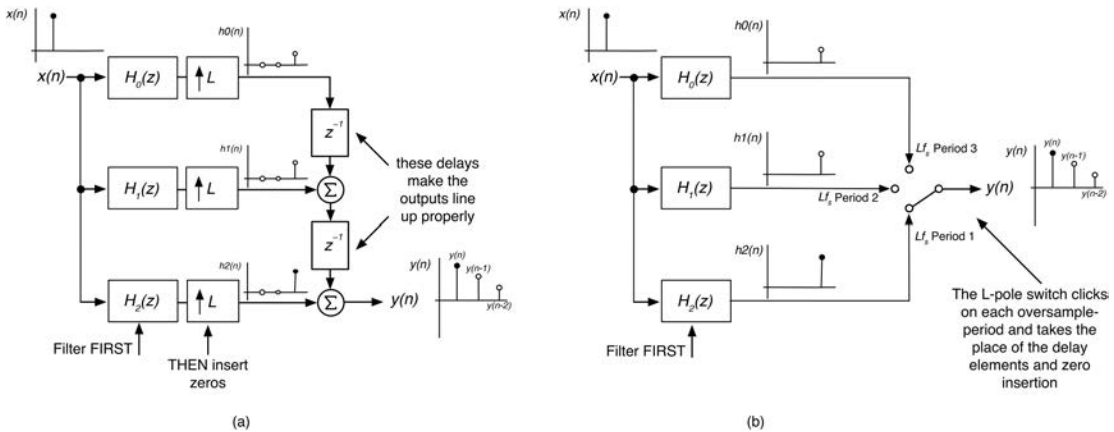 x(n)
x(n)
H0(z)
↑ L
h0(n)
z⁻¹
h1(n)
H1(z)
↑ L
Σ
these delays
make the
outputs line
up properly
z⁻¹
h2(n)
H2(z)
↑ L
Σ
y(n)
y(n)
y(n)
y(n-1)
y(n-2)
Filter FIRST
THEN insert
zeros
(a)
x(n)
x(n)
H0(z)
h0(n)
h1(n)
H1(z)
Lfs Period 3
Lfs Period 2
Lfs Period 1
y(n)
y(n)
y(n)
y(n-1)
y(n-2)
h2(n)
H2(z)
Filter FIRST
The L-pole switch clicks
on each oversample-
period and takes the
place of the delay
elements and zero
insertion
(b)